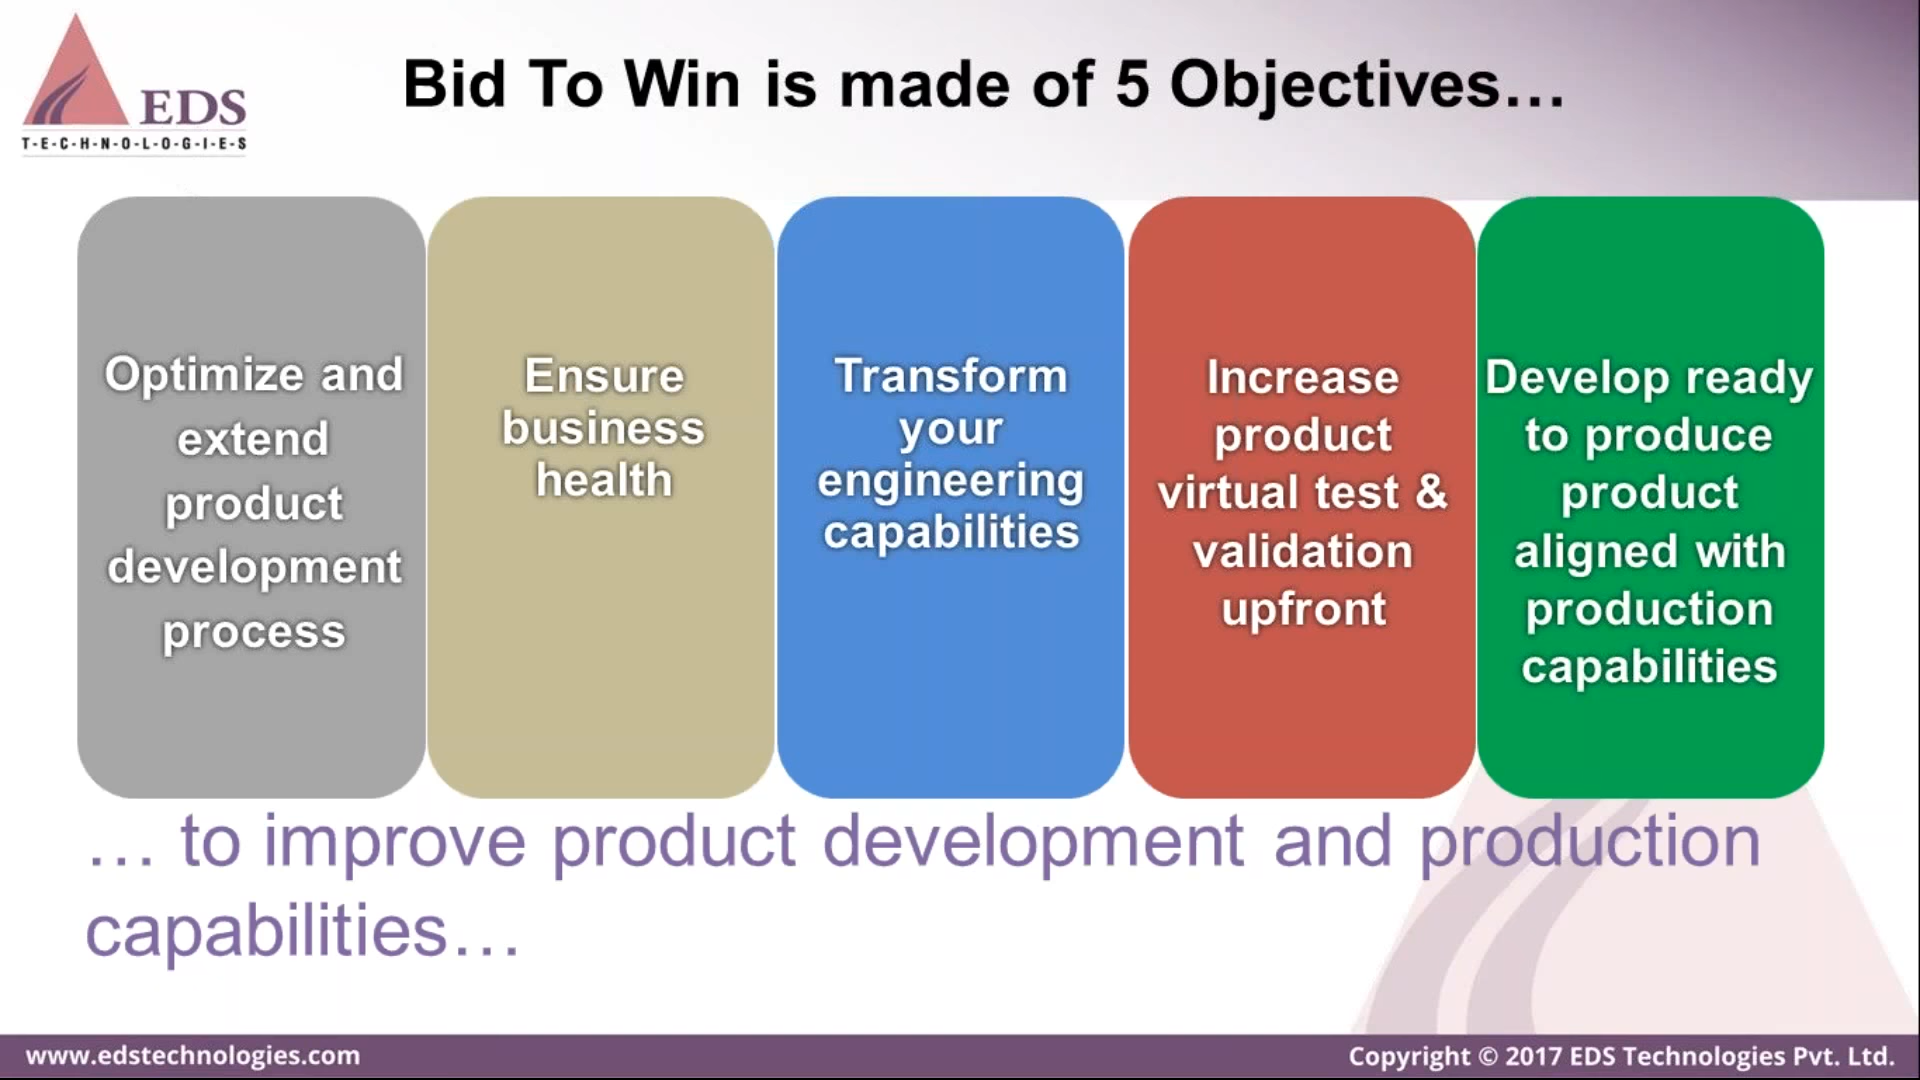 EDS
T-E-C-H-N-O-L-O-G-I-E-S
Bid To Win is made of 5 Objectives…
Optimize and
extend
product
development
process
Ensure
business
health
Transform
your
engineering
capabilities
Increase
product
virtual test &
validation
upfront
Develop ready
to produce
product
aligned with
production
capabilities
… to improve product development and production
capabilities…
www.edstechnologies.com
Copyright © 2017 EDS Technologies Pvt. Ltd.